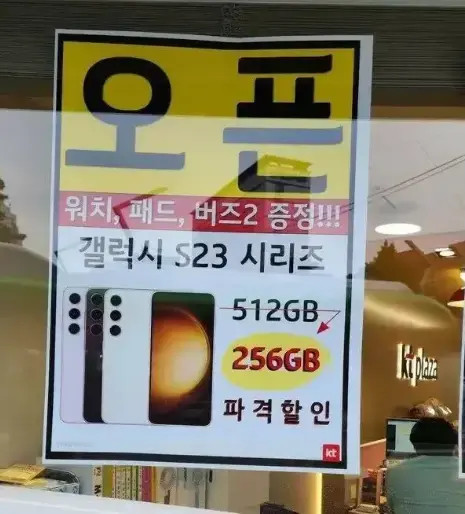 오픈
워치, 패드, 버즈2 증정!!!
갤럭시 S23 시리즈
512GB
256GB
파격할인
kt
kt plaza